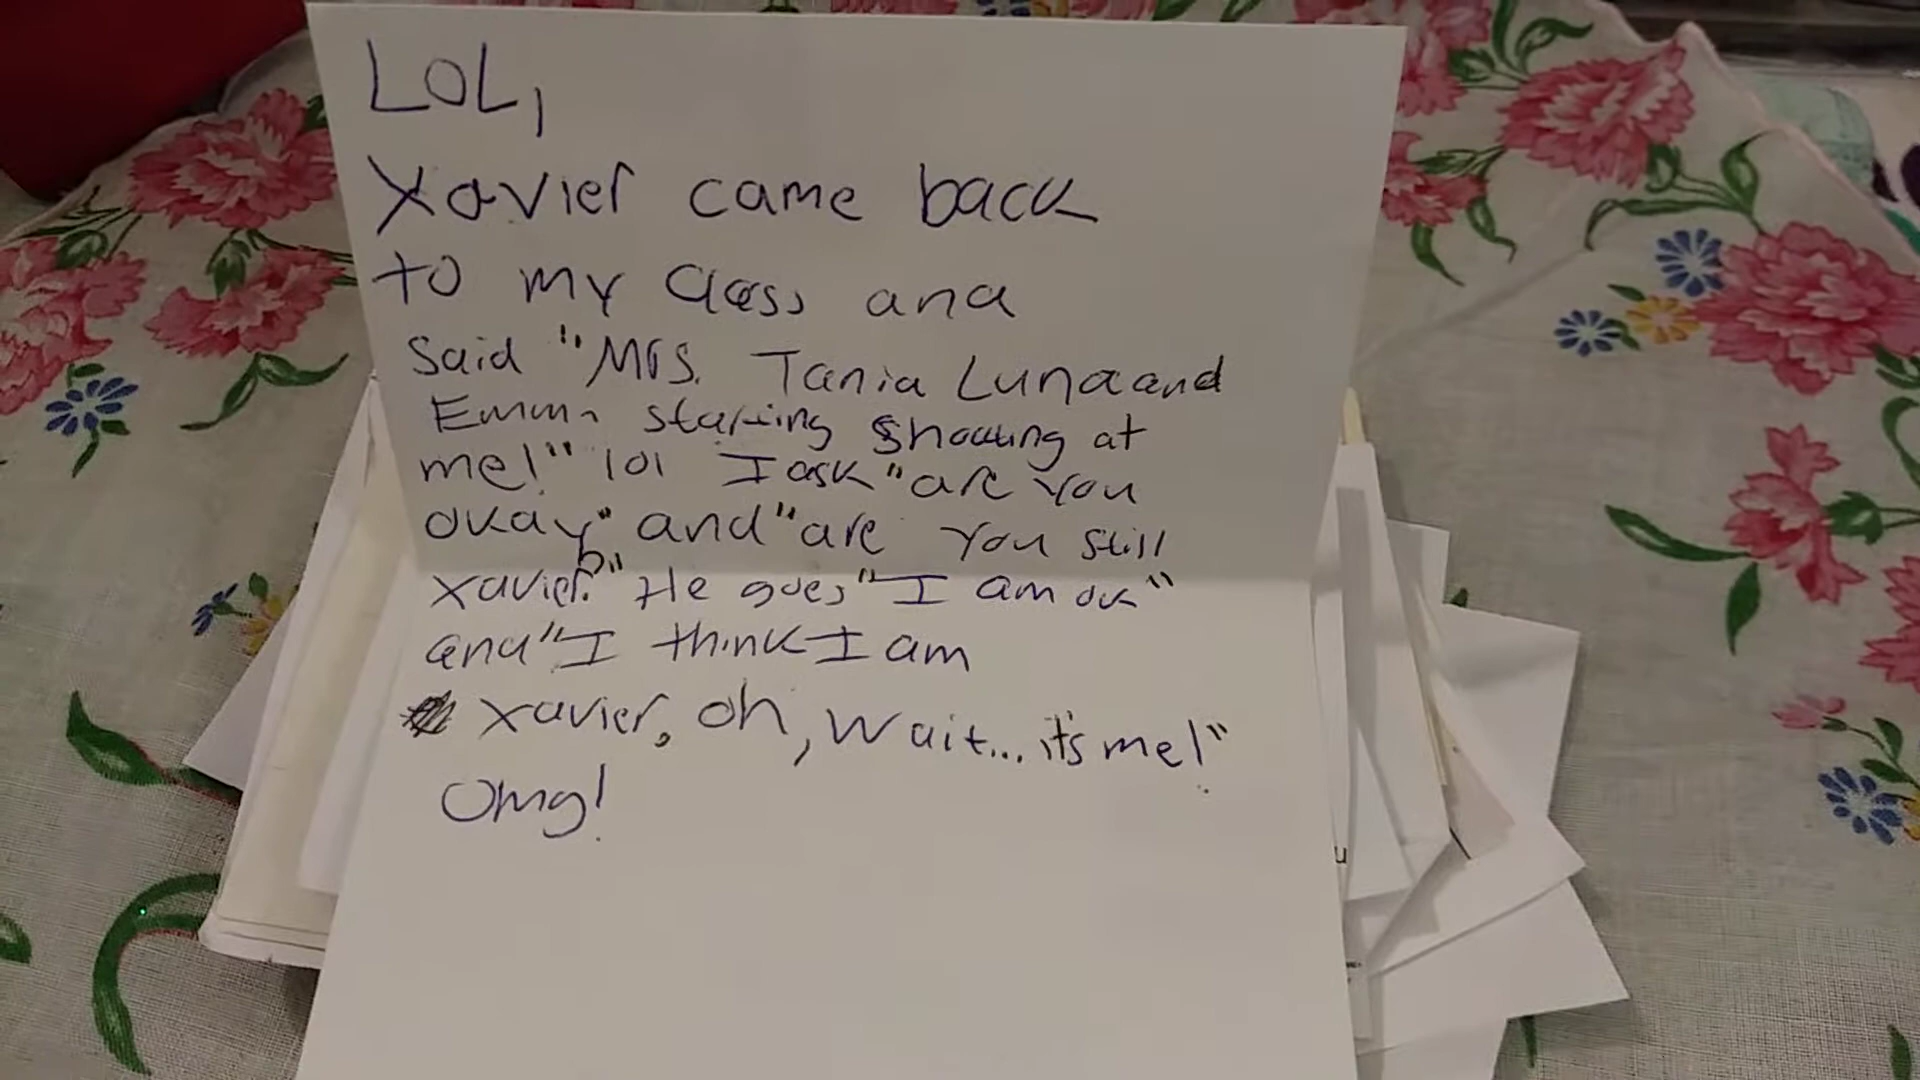 LOL,
Xavier came back
to my class and
said "Mrs. Tania Luna and
Emma starting shouting at
me!" lol I ask "are you
okay" and "are you still
Xavier?" He goes "I am ok"
and "I think I am
Xavier, oh, wait... it's me!"
Omg!
u